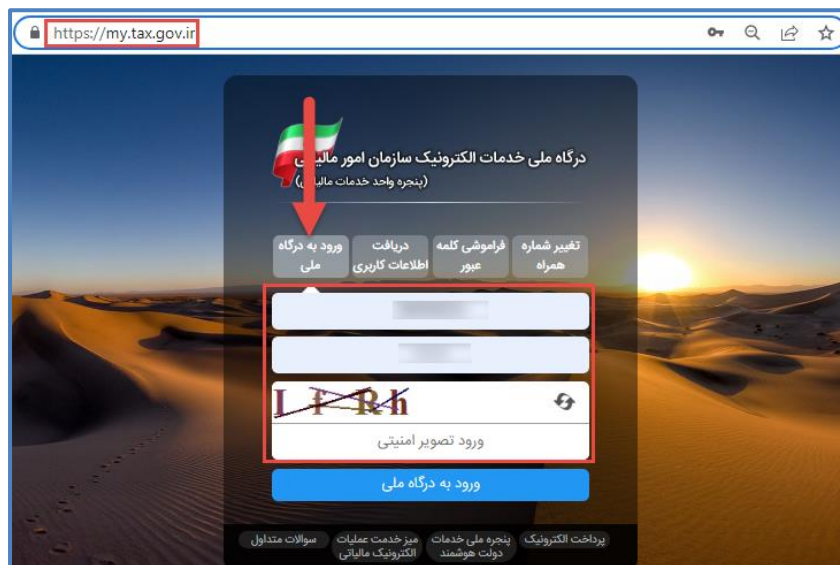 https://my.tax.gov.ir
درگاه ملی خدمات الکترونیک سازمان امور مالیاتی
(پنجره واحد خدمات مالیاتی)
تغییر شماره همراه
فراموشی کلمه عبور
دریافت اطلاعات کاربری
ورود به درگاه ملی
I f R h
ورود تصویر امنیتی
ورود به درگاه ملی
پرداخت الکترونیک
پنجره ملی خدمات
دولت هوشمند
میز خدمت عملیات
الکترونیک مالیاتی
سوالات متداول